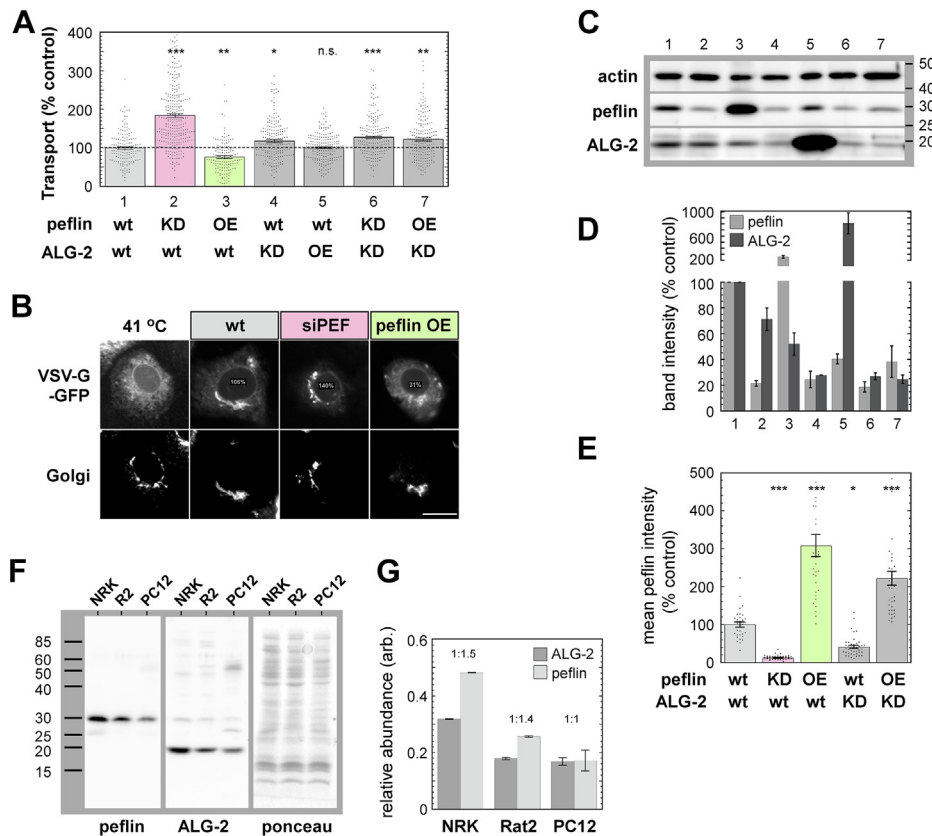 A
Transport (% control)
400
300
200
100
0
*** ** * n.s. *** **
1 2 3 4 5 6 7
peflin wt KD OE wt wt KD OE
ALG-2 wt wt wt KD OE KD KD
B
41 °C wt siPEF peflin OE
VSV-G
-GFP
106% 140% 31%
Golgi
C
1 2 3 4 5 6 7
actin
peflin
ALG-2
50
40
30
25
20
D
band intensity (% control)
1000
800
600
400
200
100
80
60
40
20
0
peflin
ALG-2
1 2 3 4 5 6 7
E
mean peflin intensity
(% control)
500
400
300
200
100
0
*** *** * ***
peflin wt KD OE wt OE
ALG-2 wt wt wt KD KD
F
NRK R2 PC12 NRK R2 PC12 NRK R2 PC12
85
60
50
40
30
25
20
15
peflin ALG-2 ponceau
G
relative abundance (arb.)
0.6
0.4
0.2
0.0
ALG-2
peflin
1:1.5
1:1.4
1:1
NRK Rat2 PC12